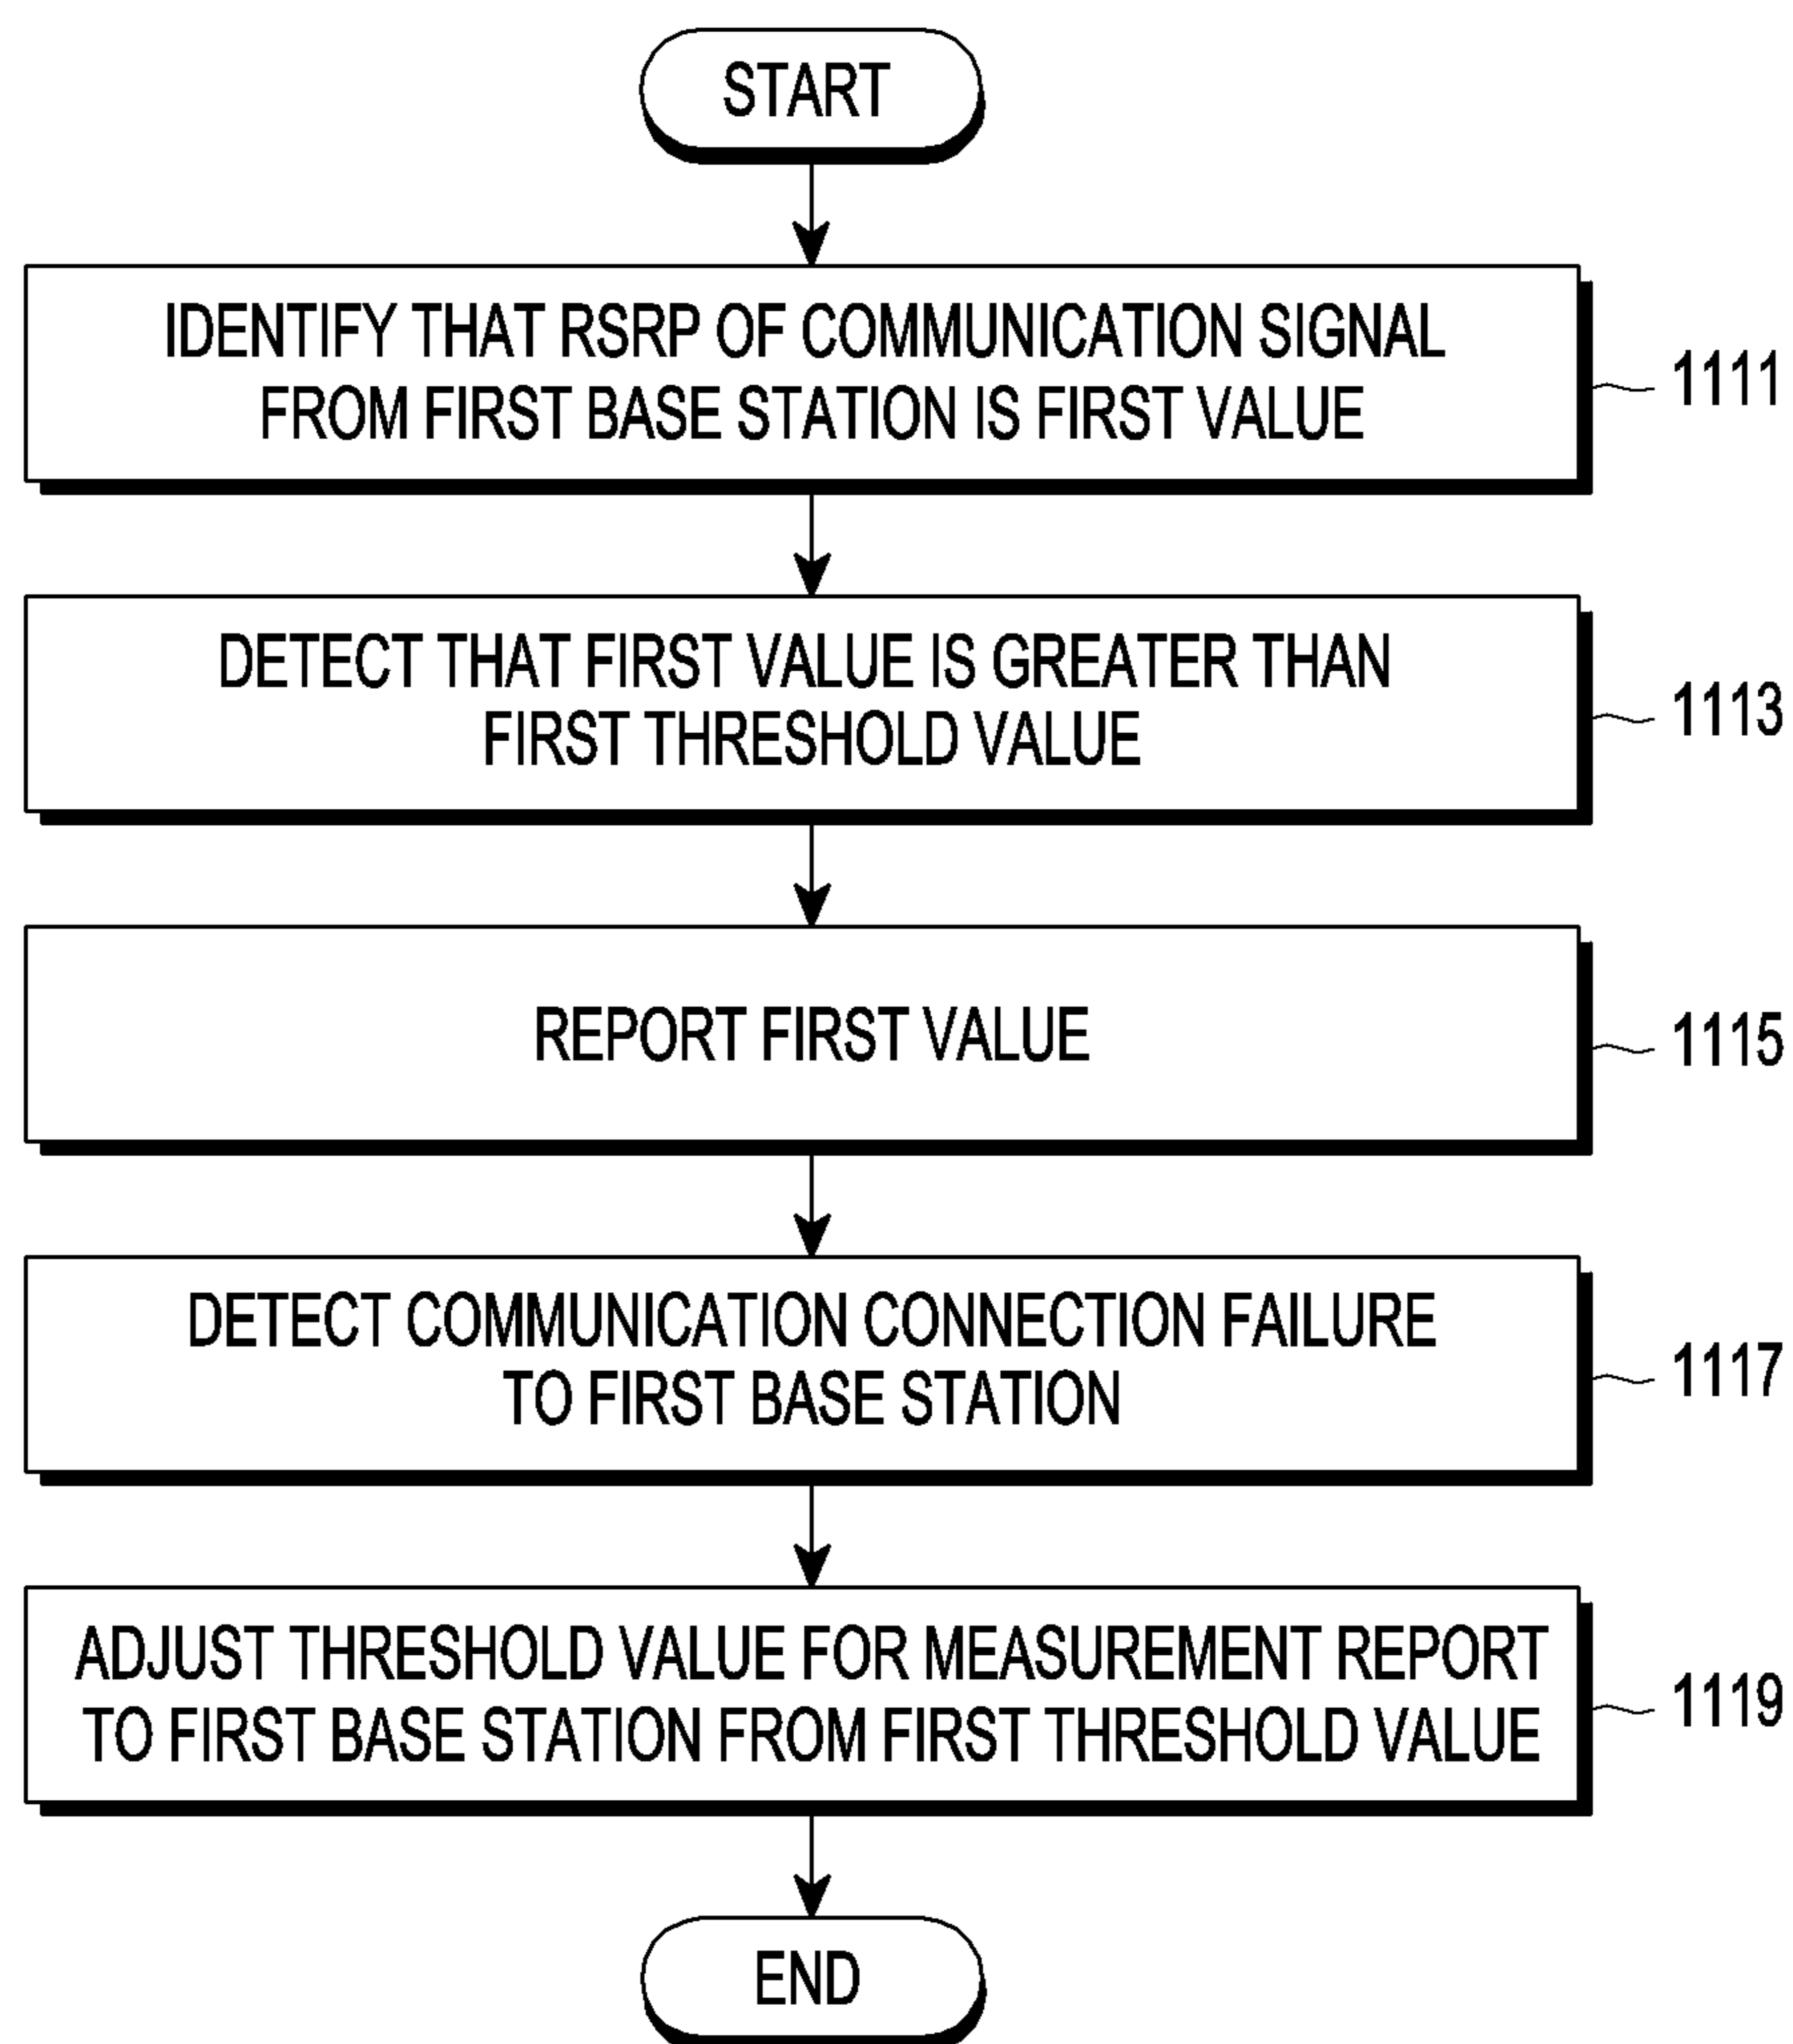 START
IDENTIFY THAT RSRP OF COMMUNICATION SIGNAL
FROM FIRST BASE STATION IS FIRST VALUE
1111
DETECT THAT FIRST VALUE IS GREATER THAN
FIRST THRESHOLD VALUE
1113
REPORT FIRST VALUE
1115
DETECT COMMUNICATION CONNECTION FAILURE
TO FIRST BASE STATION
1117
ADJUST THRESHOLD VALUE FOR MEASUREMENT REPORT
TO FIRST BASE STATION FROM FIRST THRESHOLD VALUE
1119
END